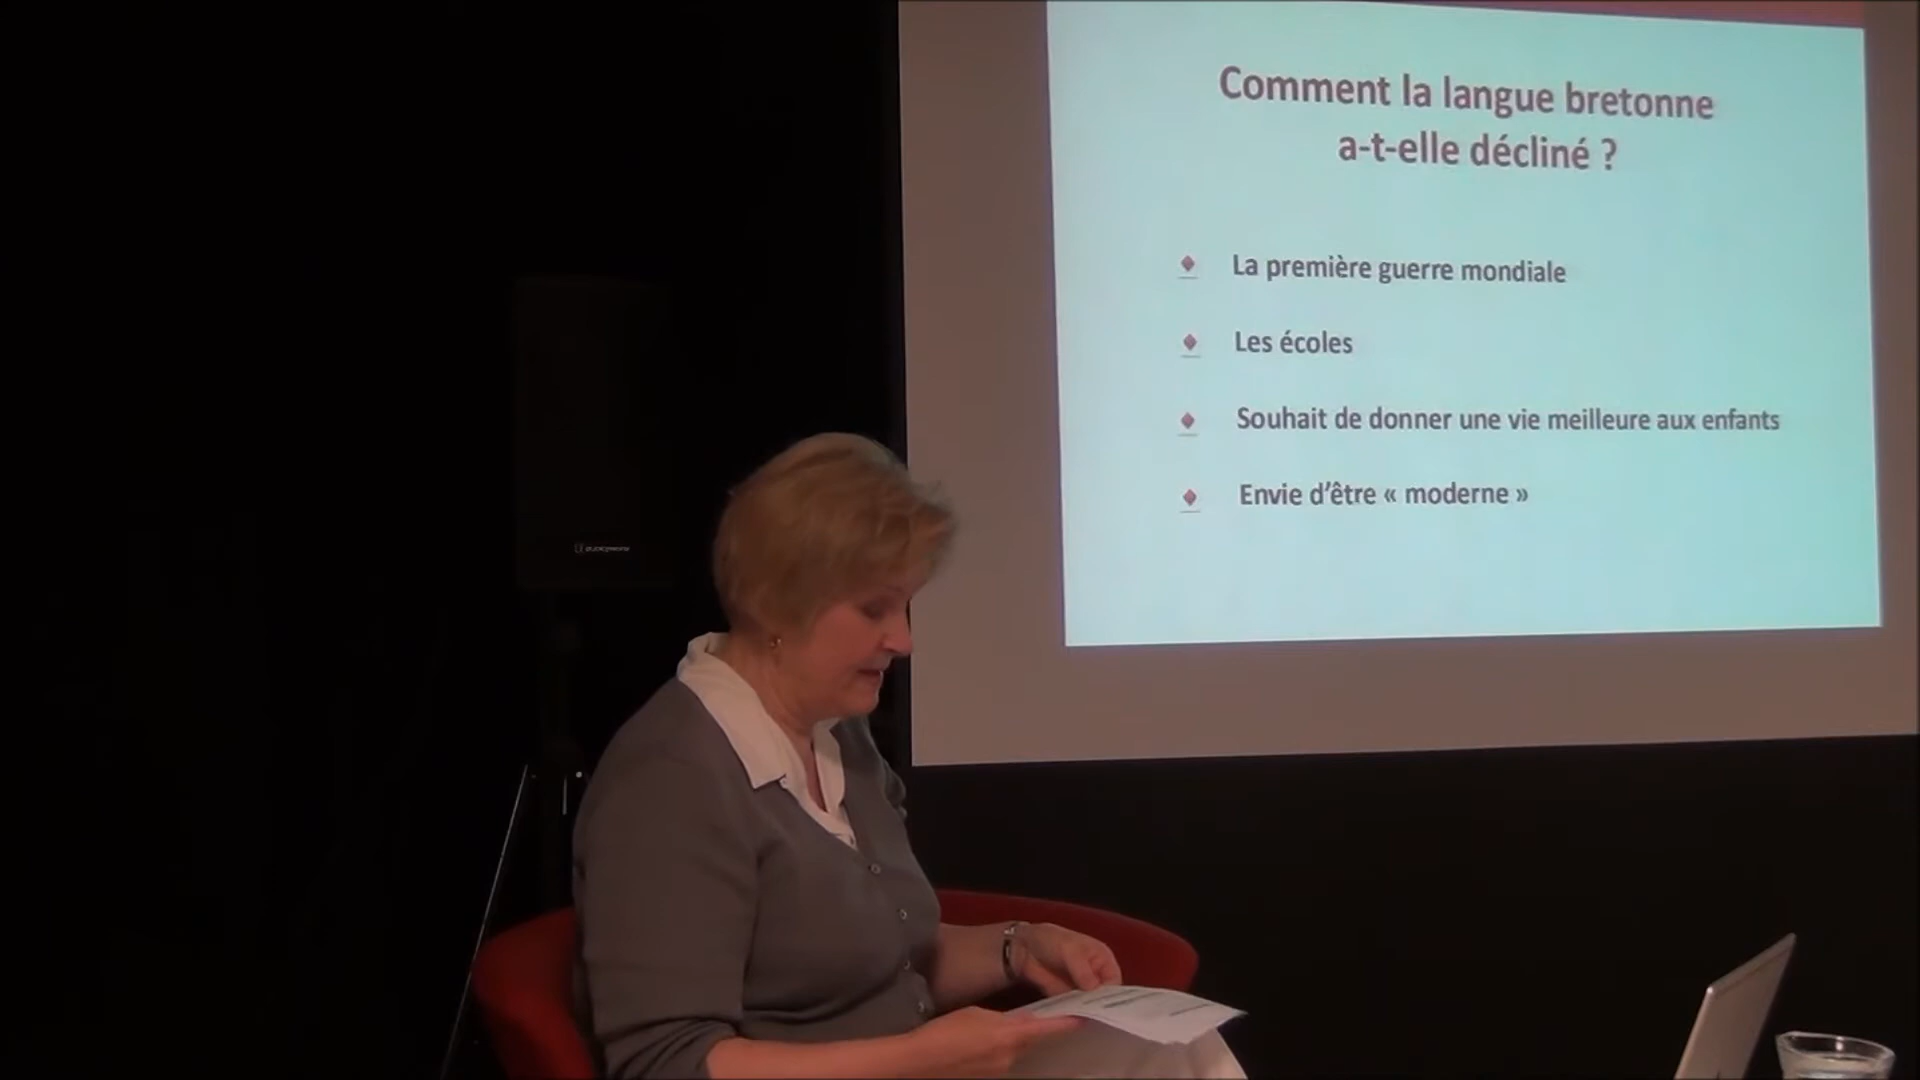 Comment la langue bretonne
a-t-elle décliné ?
La première guerre mondiale
Les écoles
Souhait de donner une vie meilleure aux enfants
Envie d'être « moderne »